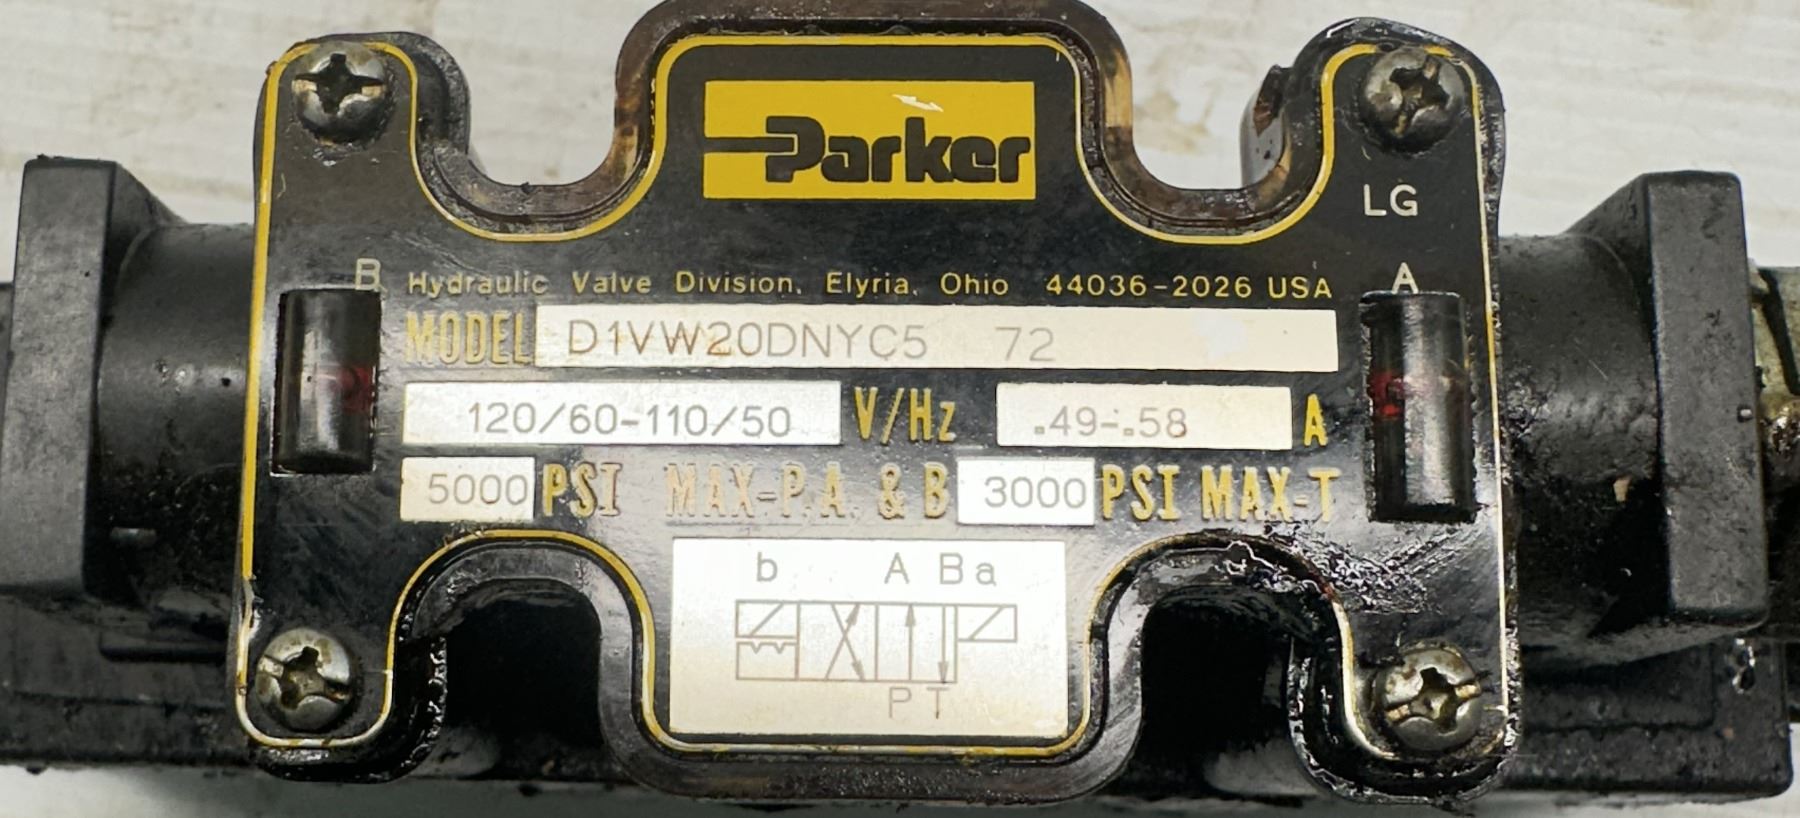 Parker
LG
B
A
Hydraulic Valve Division, Elyria, Ohio 44036-2026 USA
MODEL D1VW20DNYC5 72
120/60-110/50 V/Hz .49-.58 A
5000 PSI MAX-P.A. & B 3000 PSI MAX-T
b A B a
P T